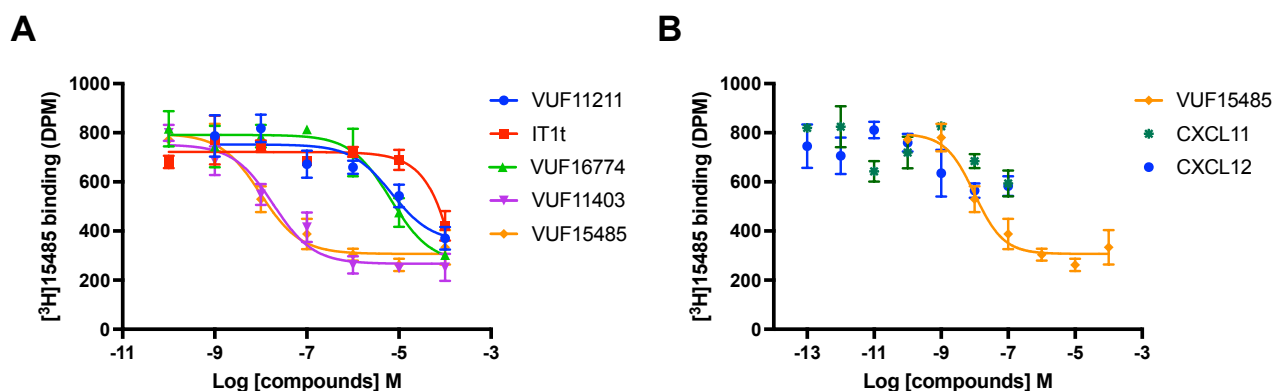 A
[³H]15485 binding (DPM)
1000
800
600
400
200
0
-11
-9
-7
-5
-3
Log [compounds] M
VUF11211
IT1t
VUF16774
VUF11403
VUF15485
B
[³H]15485 binding (DPM)
1000
800
600
400
200
0
-13
-11
-9
-7
-5
-3
Log [compounds] M
VUF15485
CXCL11
CXCL12